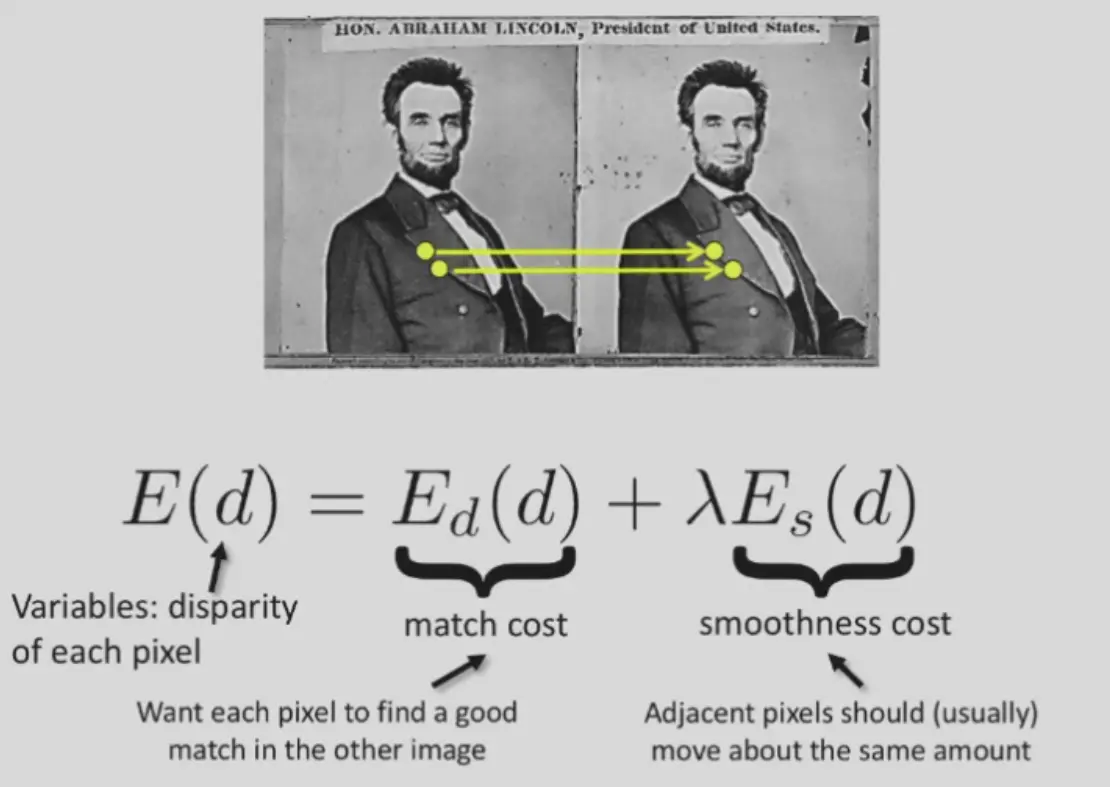 HON. ABRAHAM LINCOLN, President of United States.
E(d) = E_d(d) + λE_s(d)
Variables: disparity
of each pixel
match cost
smoothness cost
Want each pixel to find a good
match in the other image
Adjacent pixels should (usually)
move about the same amount